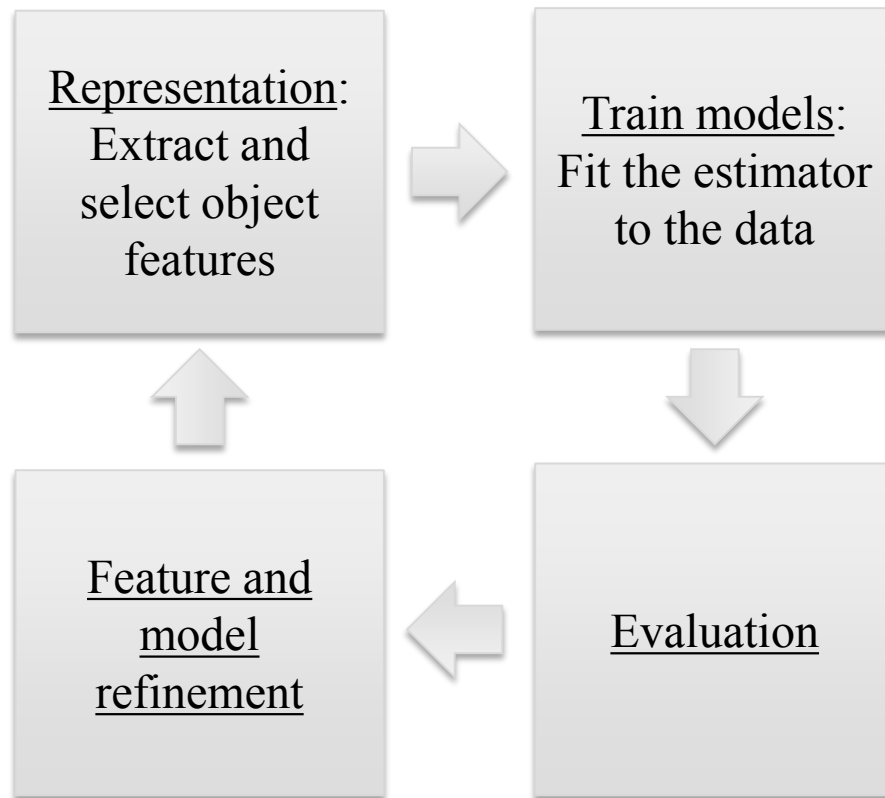 Representation:
Extract and
select object
features
Train models:
Fit the estimator
to the data
Feature and
model
refinement
Evaluation